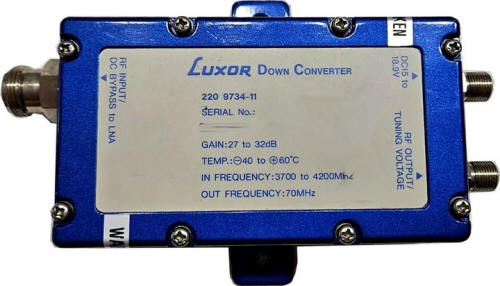 LUXOR DOWN CONVERTER
220 9734-11
SERIAL No.:
GAIN:27 to 32dB
TEMP.:⊖40 to ⊕60°C
IN FREQUENCY:3700 to 4200MHz
OUT FREQUENCY:70MHz
RF INPUT/
DC BYPASS to LNA
DC15 to
18.9V
RF OUTPUT/
TUNING VOLTAGE
KEN
WA